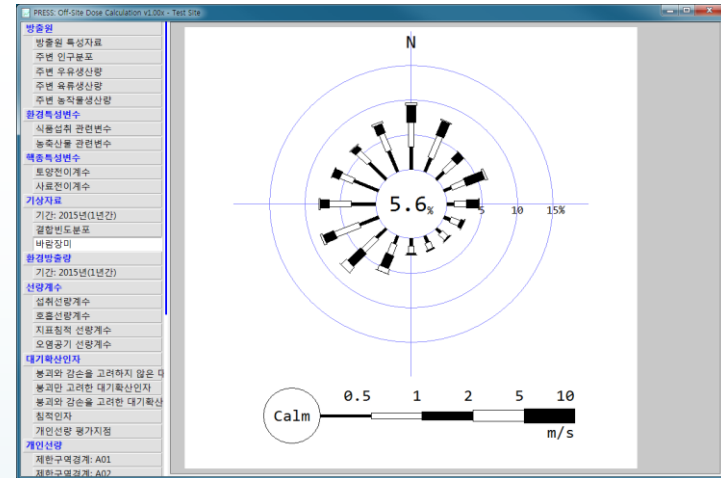 PRESS: Off-Site Dose Calculation v1.00x - Test Site
방출원
방출원 특성자료
주변 인구분포
주변 우유생산량
주변 육류생산량
주변 농작물생산량
환경특성변수
식품섭취 관련변수
농축산물 관련변수
핵종특성변수
토양전이계수
사료전이계수
기상자료
기간: 2015년(1년간)
결합빈도분포
바람장미
환경방출량
기간: 2015년(1년간)
선량계수
섭취선량계수
호흡선량계수
지표침적 선량계수
오염공기 선량계수
대기확산인자
붕괴와 감손을 고려하지 않은 대
붕괴만 고려한 대기확산인자
붕괴와 감손을 고려한 대기확산
침적인자
개인선량 평가지점
개인선량
제한구역경계: A01
제한구역경계: A02
N
5.6%
5 10 15%
0.5 1 2 5 10
Calm
m/s